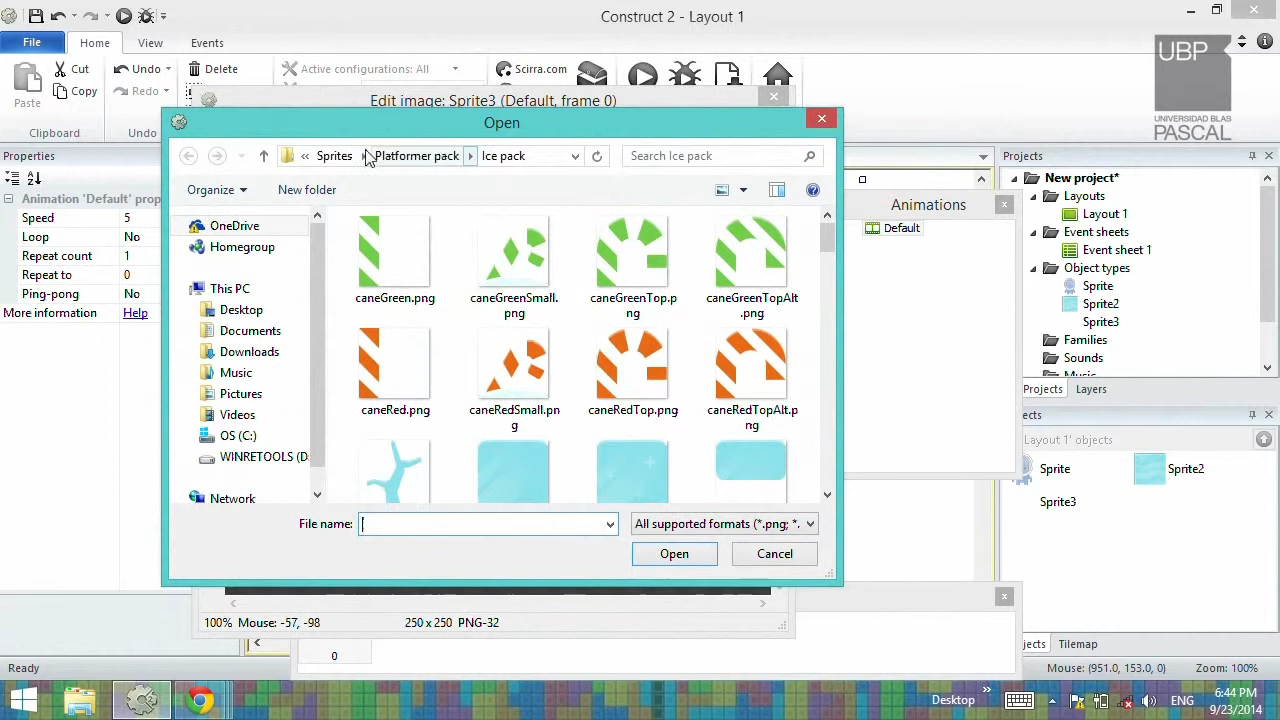 Construct 2 - Layout 1
File
Home
View
Events
Paste
Cut
Copy
Clipboard
Undo
Redo
Undo
Delete
Active configurations: All
Scirra.com
UBP
UNIVERSIDAD BLAS
PASCAL
Edit image: Sprite3 (Default, frame 0)
Open
Properties
Animation 'Default' prop
Speed 5
Loop No
Repeat count 1
Repeat to 0
Ping-pong No
More information Help
« Sprites Platformer pack Ice pack
Search Ice pack
Organize
New folder
OneDrive
Homegroup
This PC
Desktop
Documents
Downloads
Music
Pictures
Videos
OS (C:)
WINRETOOLS (D:
Network
caneGreen.png
caneGreenSmall.
png
caneGreenTop.p
ng
caneGreenTopAlt
.png
caneRed.png
caneRedSmall.pn
g
caneRedTop.png
caneRedTopAlt.p
ng
File name:
All supported formats (*.png; *.
Open
Cancel
Animations
Default
Projects
New project*
Layouts
Layout 1
Event sheets
Event sheet 1
Object types
Sprite
Sprite2
Sprite3
Families
Sounds
Projects
Layers
ects
Layout 1' objects
Sprite
Sprite2
Sprite3
jects
Tilemap
100% Mouse: -57, -98
250 x 250 PNG-32
0
Ready
Mouse: (951.0, 153.0, 0)
Zoom: 100%
Desktop
»
ENG
6:44 PM
9/23/2014